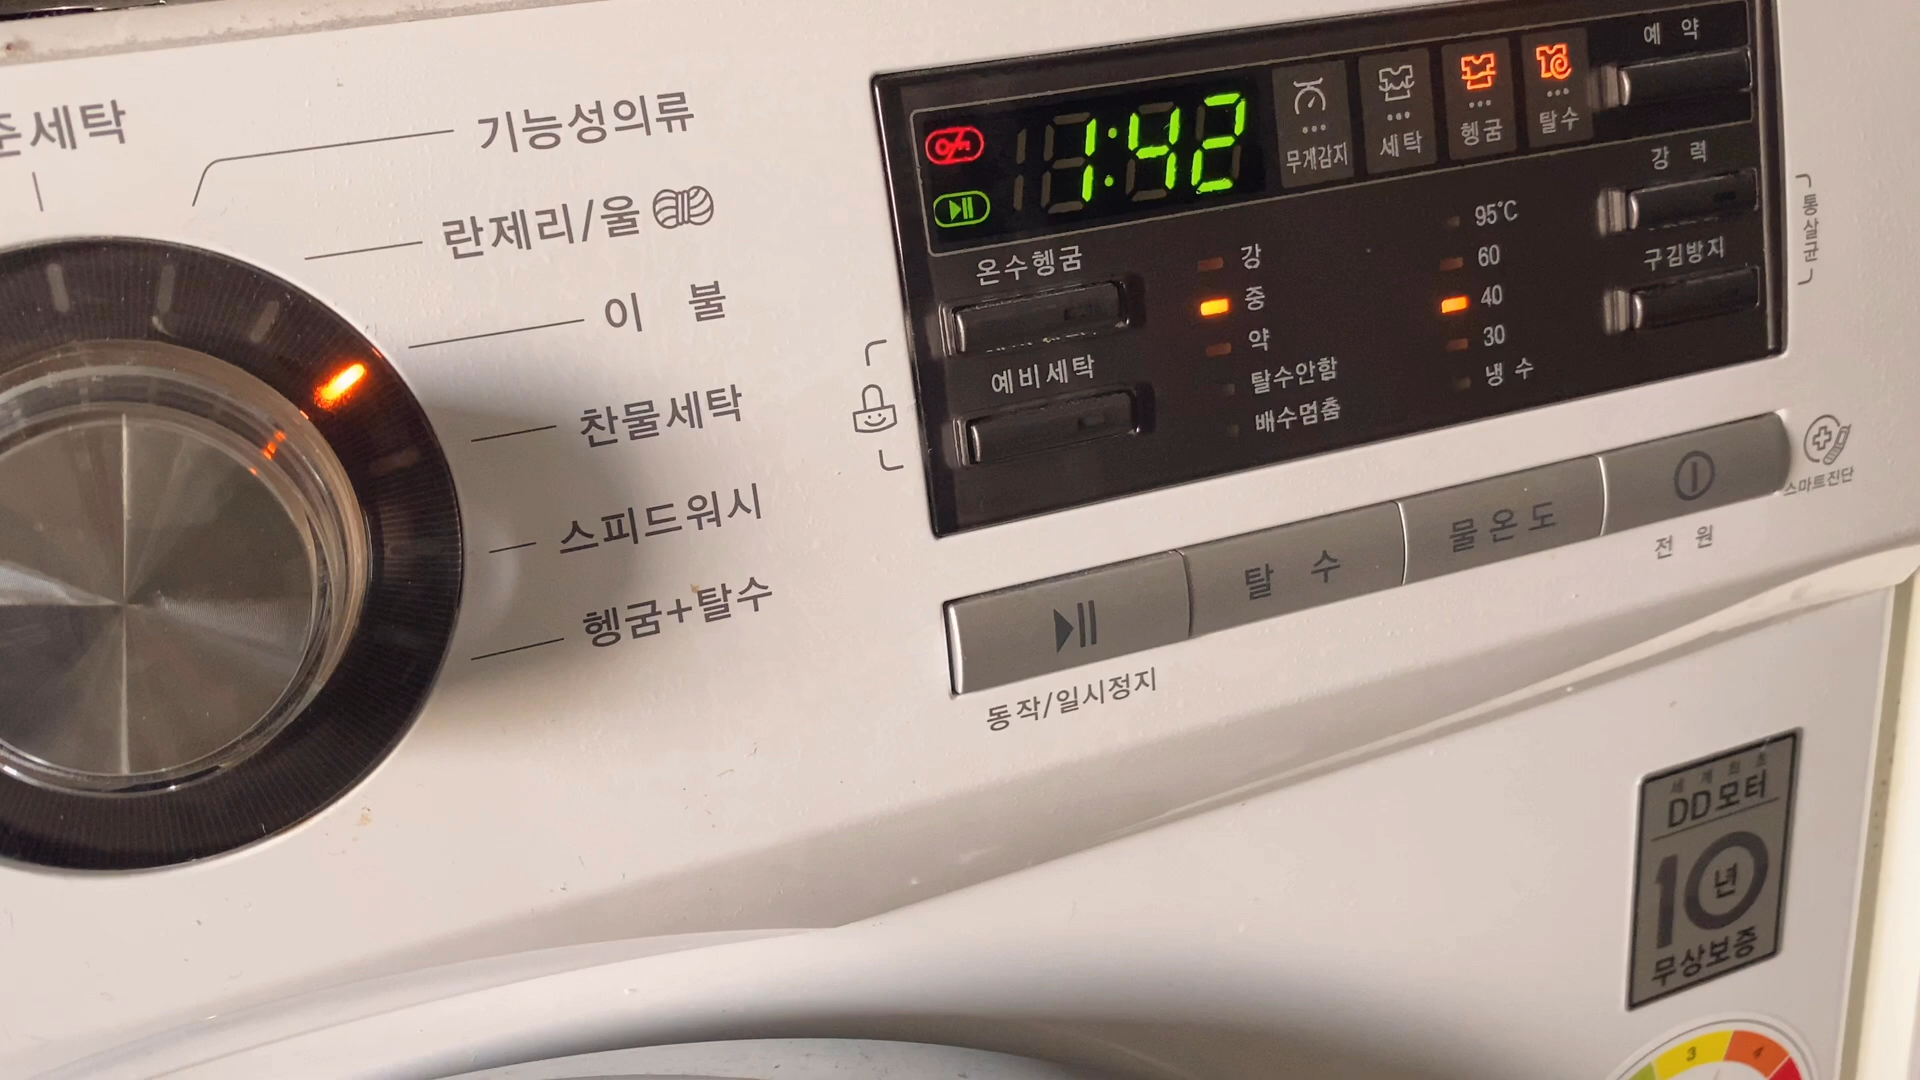 준세탁
기능성의류
란제리/울
이 불
찬물세탁
스피드워시
헹굼+탈수
1:42
무게감지
세탁
헹굼
탈수
예 약
강 력
구김방지
통살균
온수헹굼
예비세탁
강
중
약
탈수안함
배수멈춤
95°C
60
40
30
냉 수
동작/일시정지
탈 수
물온도
전 원
스마트진단
세계최초
DD모터
10년
무상보증
3
4